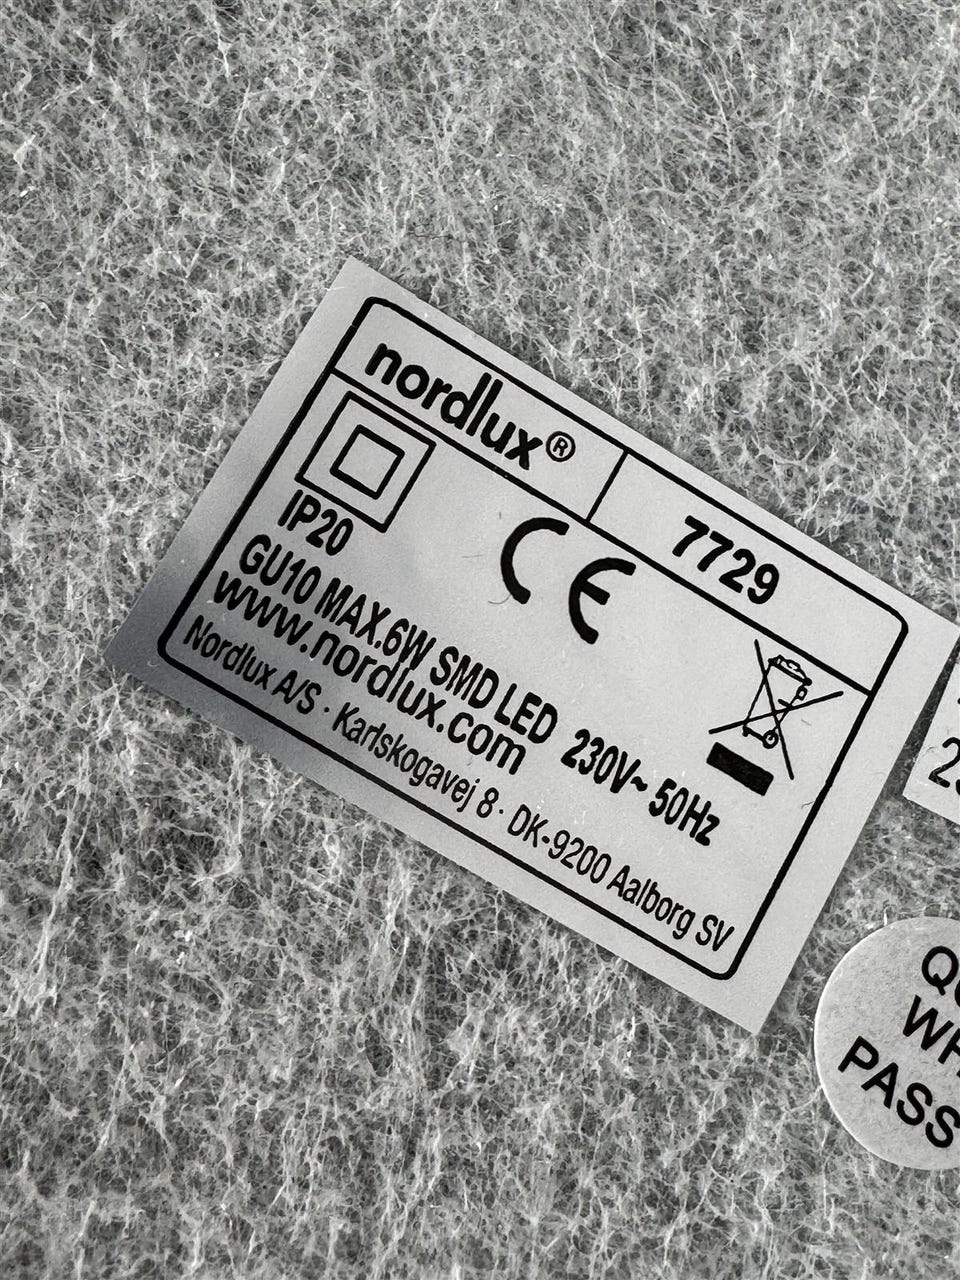 nordlux®
7729
IP20
CE
GU10 MAX.6W SMD LED 230V~ 50Hz
www.nordlux.com
Nordlux A/S · Karlskogavej 8 · DK-9200 Aalborg SV
PASS